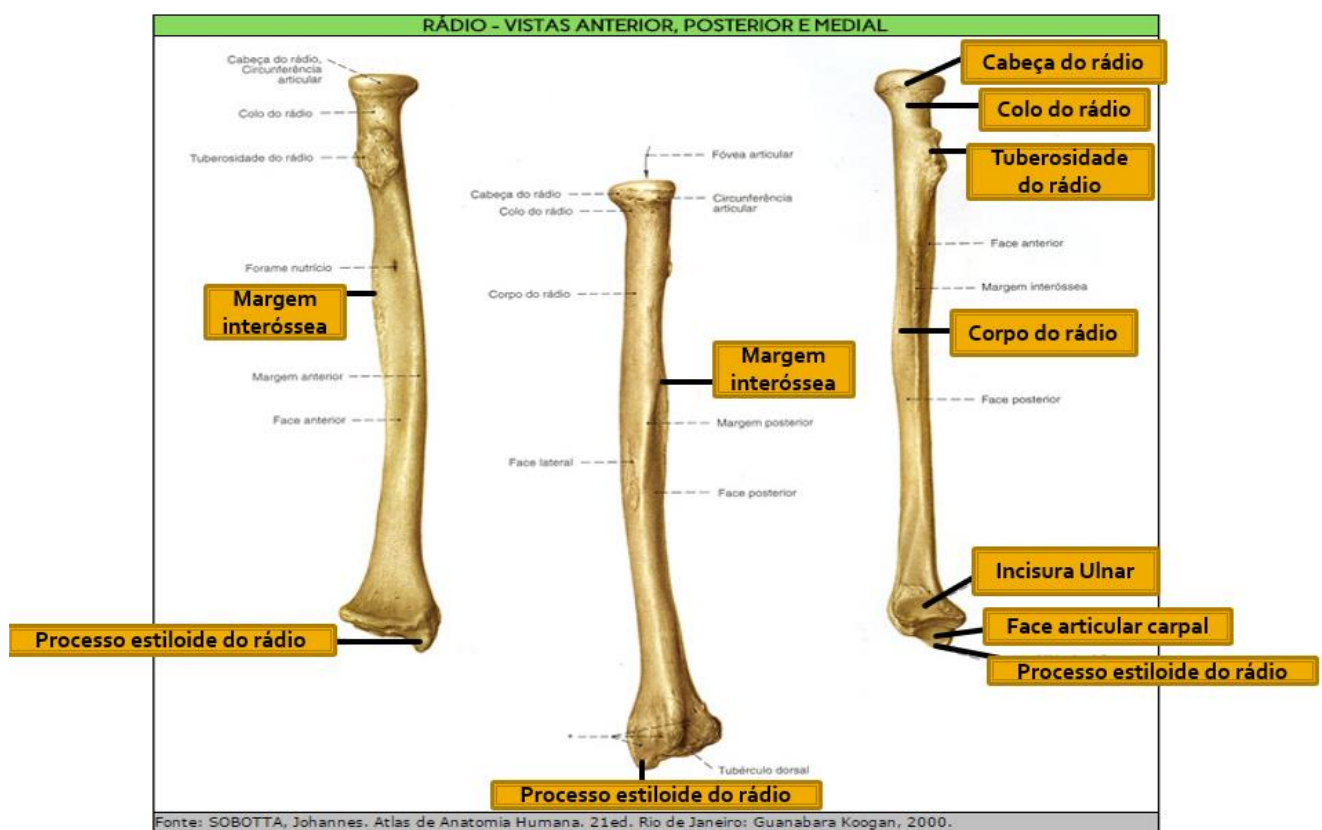 RÁDIO - VISTAS ANTERIOR, POSTERIOR E MEDIAL
Cabeça do rádio,
Circunferência
articular
Colo do rádio
Tuberosidade do rádio
Forame nutrício
Margem
interóssea
Margem anterior
Face anterior
Processo estiloide do rádio
Fóvea articular
Cabeça do rádio
Circunferência
articular
Colo do rádio
Corpo do rádio
Margem
interóssea
Margem posterior
Face lateral
Face posterior
*
Tubérculo dorsal
Processo estiloide do rádio
Cabeça do rádio
Colo do rádio
Tuberosidade
do rádio
Face anterior
Margem interóssea
Corpo do rádio
Face posterior
Incisura Ulnar
Face articular carpal
Processo estiloide do rádio
Fonte: SOBOTTA, Johannes. Atlas de Anatomia Humana. 21ed. Rio de Janeiro: Guanabara Koogan, 2000.